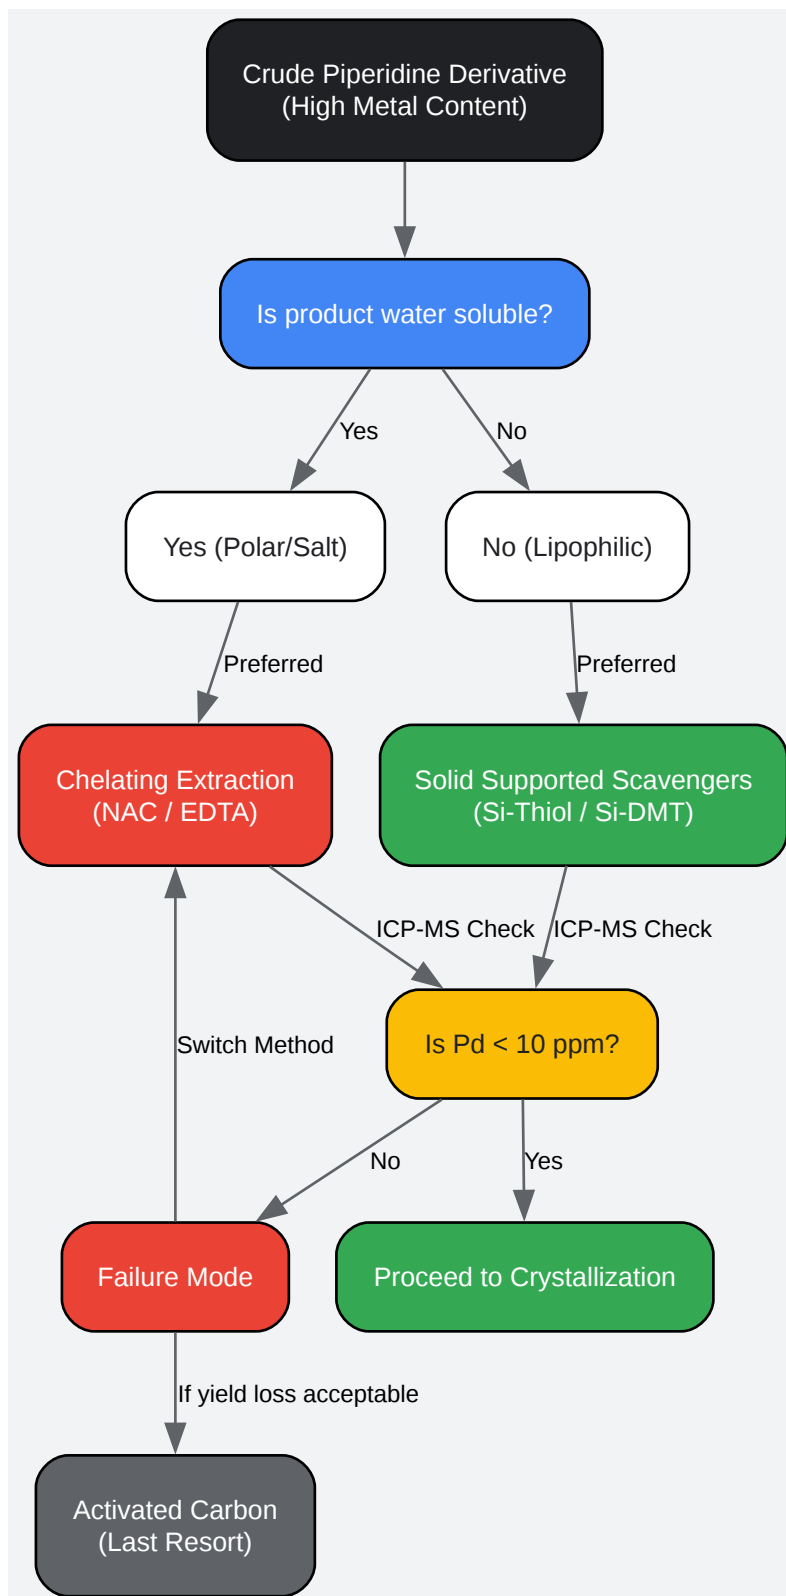 Crude Piperidine Derivative
(High Metal Content)
Is product water soluble?
Yes
No
Yes (Polar/Salt)
No (Lipophilic)
Preferred
Preferred
Chelating Extraction
(NAC / EDTA)
Solid Supported Scavengers
(Si-Thiol / Si-DMT)
ICP-MS Check
ICP-MS Check
Is Pd < 10 ppm?
Switch Method
No
Yes
Failure Mode
Proceed to Crystallization
If yield loss acceptable
Activated Carbon
(Last Resort)